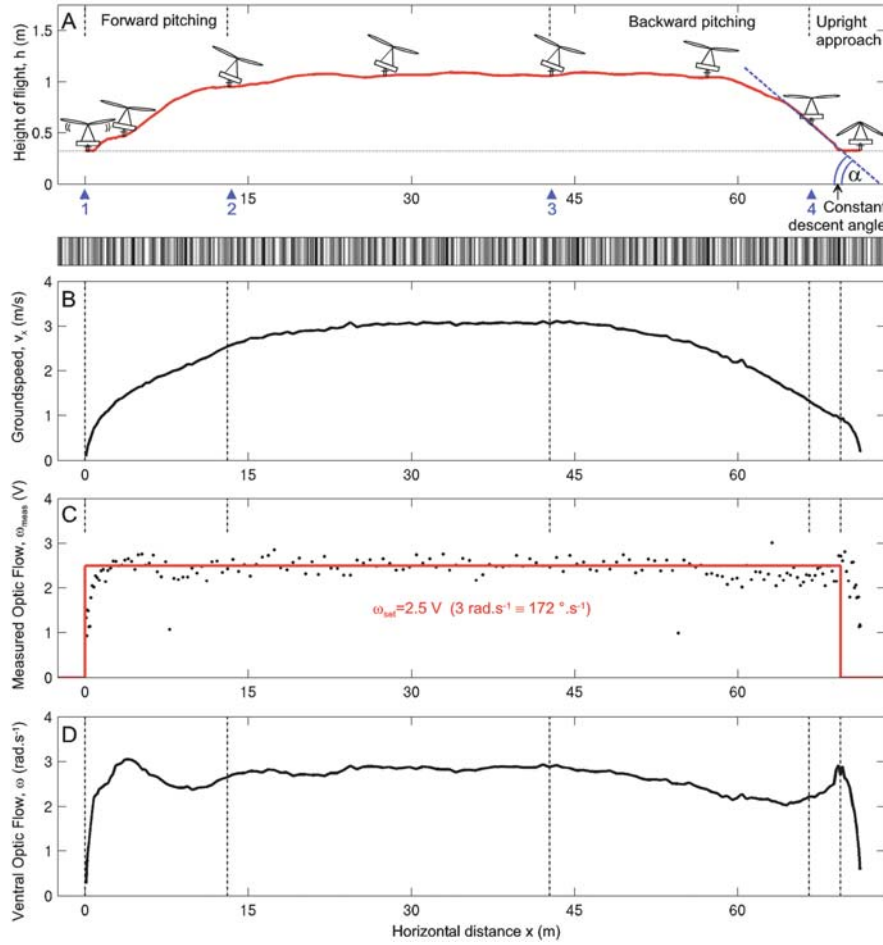 A
Forward pitching
Backward pitching
Upright
approach
Height of flight, h (m)
1.5
1
0.5
0
α
15
30
45
60
1
2
3
4
Constant
descent angle
B
Groundspeed, vₓ (m/s)
4
3
2
1
0
0
15
30
45
60
C
Measured Optic Flow, ω_meas (V)
4
3
2
1
0
ω_set=2.5 V (3 rad.s⁻¹ ≡ 172 °.s⁻¹)
0
15
30
45
60
D
Ventral Optic Flow, ω (rad.s⁻¹)
4
3
2
1
0
0
15
30
45
60
Horizontal distance x (m)